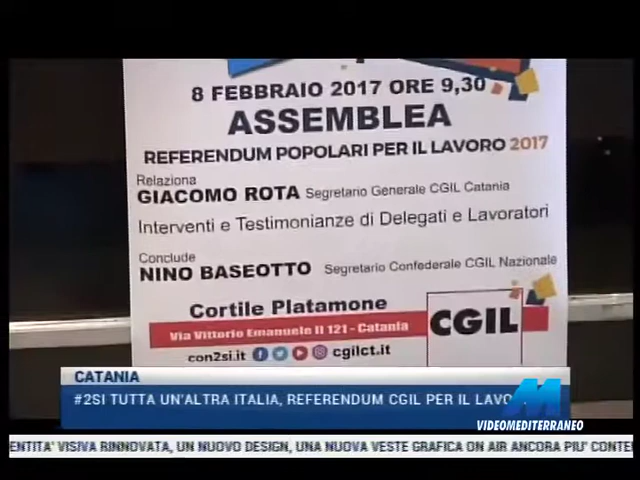 8 FEBBRAIO 2017 ORE 9,30
ASSEMBLEA
REFERENDUM POPOLARI PER IL LAVORO 2017
Relaziona
GIACOMO ROTA Segretario Generale CGIL Catania
Interventi e Testimonianze di Delegati e Lavoratori
Conclude
NINO BASEOTTO Segretario Confederale CGIL Nazionale
Cortile Platamone
Via Vittorio Emanuele II 121 - Catania
con2si.it cgilct.it
CGIL
CATANIA
#2SI TUTTA UN'ALTRA ITALIA, REFERENDUM CGIL PER IL LAVO
VIDEOMEDITERRANEO
ENTITA' VISIVA RINNOVATA, UN NUOVO DESIGN, UNA NUOVA VESTE GRAFICA ON AIR ANCORA PIU' CONTE